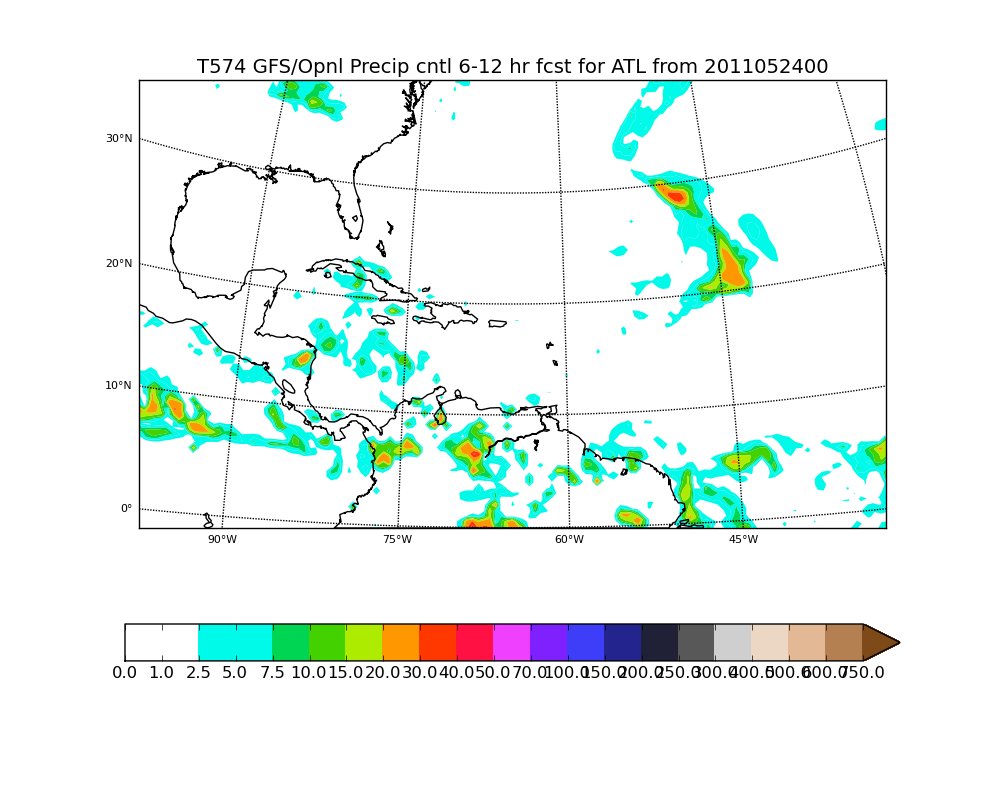 T574 GFS/Opnl Precip cntl 6-12 hr fcst for ATL from 2011052400
30°N
20°N
10°N
0°
90°W 75°W 60°W 45°W
0.0 1.0 2.5 5.0 7.5 10.0 15.0 20.0 30.0 40.0 50.0 70.0 100.0 150.0 200.0 250.0 300.0 400.0 500.0 600.0 750.0